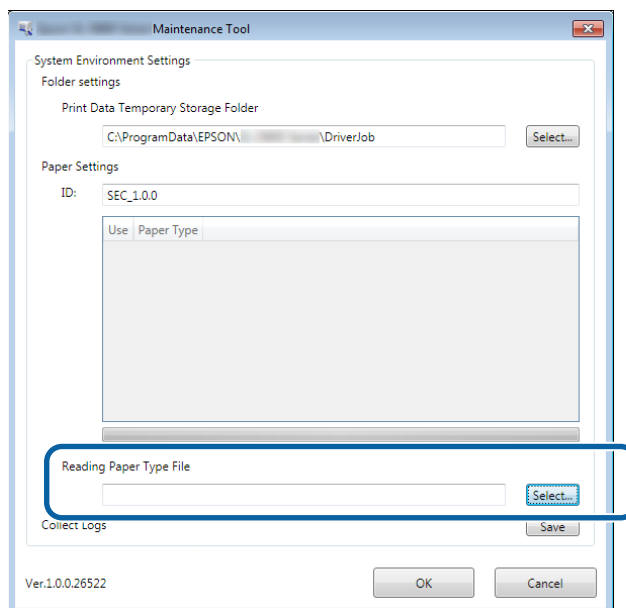 Maintenance Tool
System Environment Settings
Folder settings
Print Data Temporary Storage Folder
C:\ProgramData\EPSON\ \DriverJob
Select...
Paper Settings
ID: SEC_1.0.0
Use Paper Type
Reading Paper Type File
Select...
Collect Logs
Save
Ver.1.0.0.26522
OK Cancel